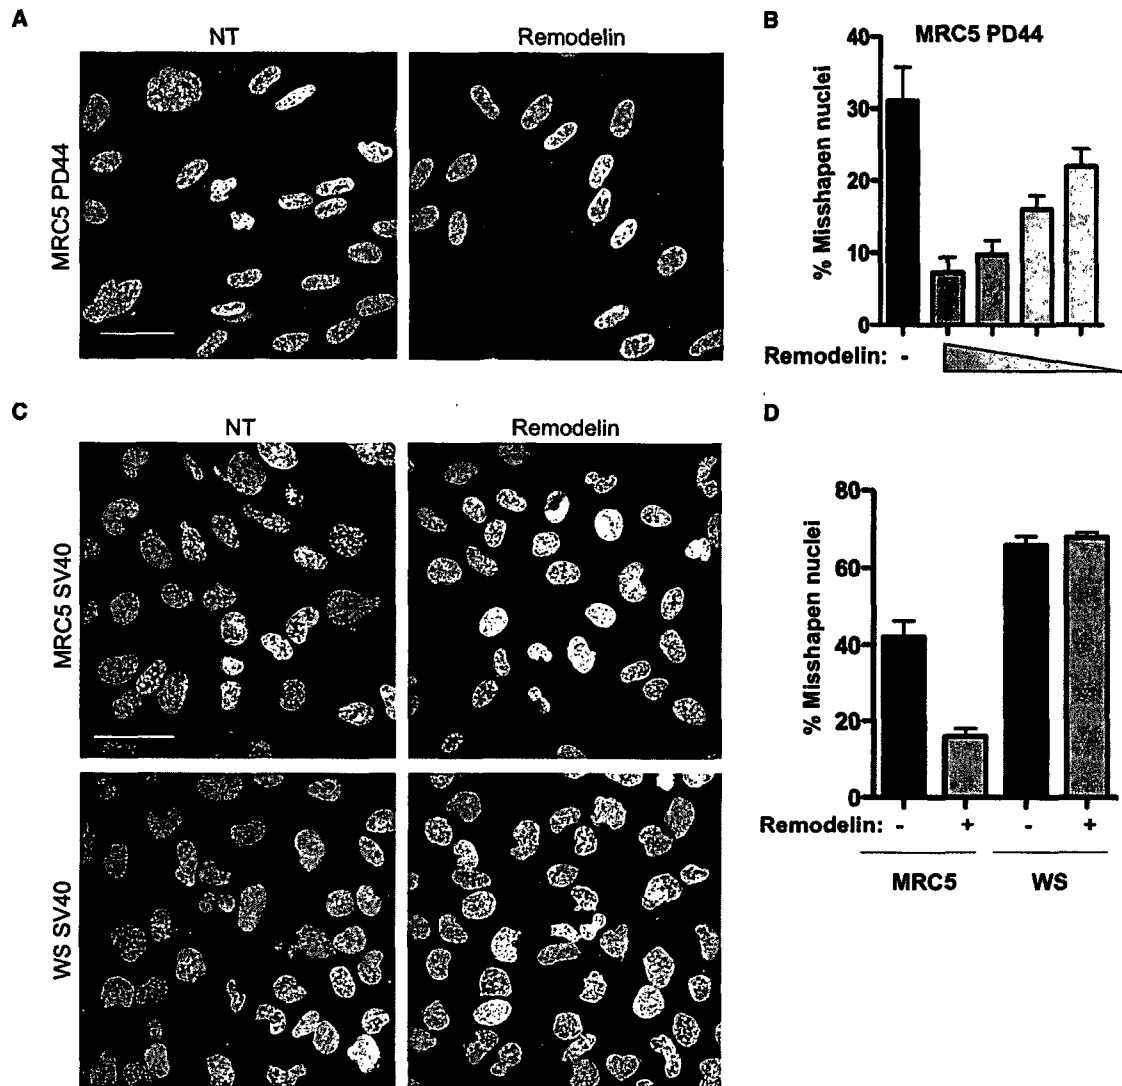 A
NT
Remodelin
MRC5 PD44
B
MRC5 PD44
% Misshapen nuclei
40
30
20
10
0
Remodelin: -
C
NT
Remodelin
MRC5 SV40
WS SV40
D
% Misshapen nuclei
80
60
40
20
0
Remodelin: - + - +
MRC5 WS